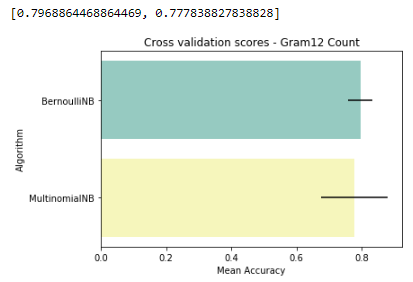 [0.7968864468864469, 0.777838827838828]
Cross validation scores - Gram12 Count
BernoulliNB
MultinomialNB
Algorithm
0.0 0.2 0.4 0.6 0.8
Mean Accuracy